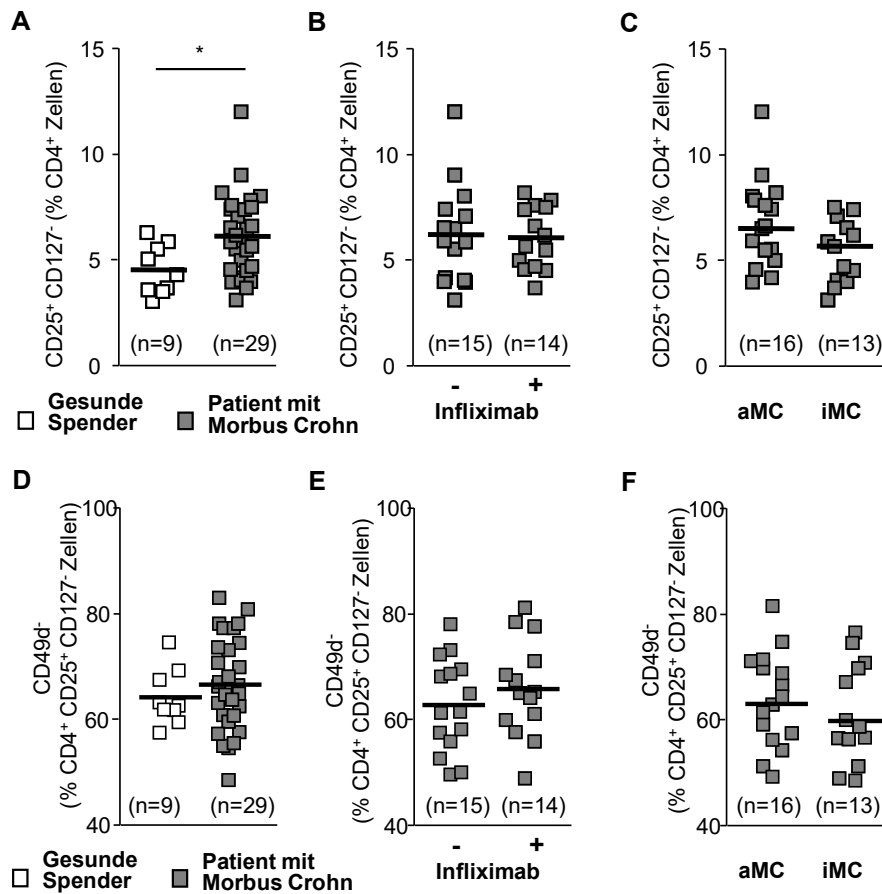 A
B
C
CD25+ CD127- (% CD4+ Zellen)
15
10
5
0
*
(n=9)
(n=29)
CD25+ CD127- (% CD4+ Zellen)
15
10
5
0
(n=15)
(n=14)
-
+
Infliximab
CD25+ CD127- (% CD4+ Zellen)
15
10
5
0
(n=16)
(n=13)
aMC
iMC
Gesunde
Spender
Patient mit
Morbus Crohn
D
E
F
CD49d-
(% CD4+ CD25+ CD127- Zellen)
100
80
60
40
(n=9)
(n=29)
CD49d-
(% CD4+ CD25+ CD127- Zellen)
100
80
60
40
(n=15)
(n=14)
-
+
Infliximab
CD49d-
(% CD4+ CD25+ CD127- Zellen)
100
80
60
40
(n=16)
(n=13)
aMC
iMC
Gesunde
Spender
Patient mit
Morbus Crohn